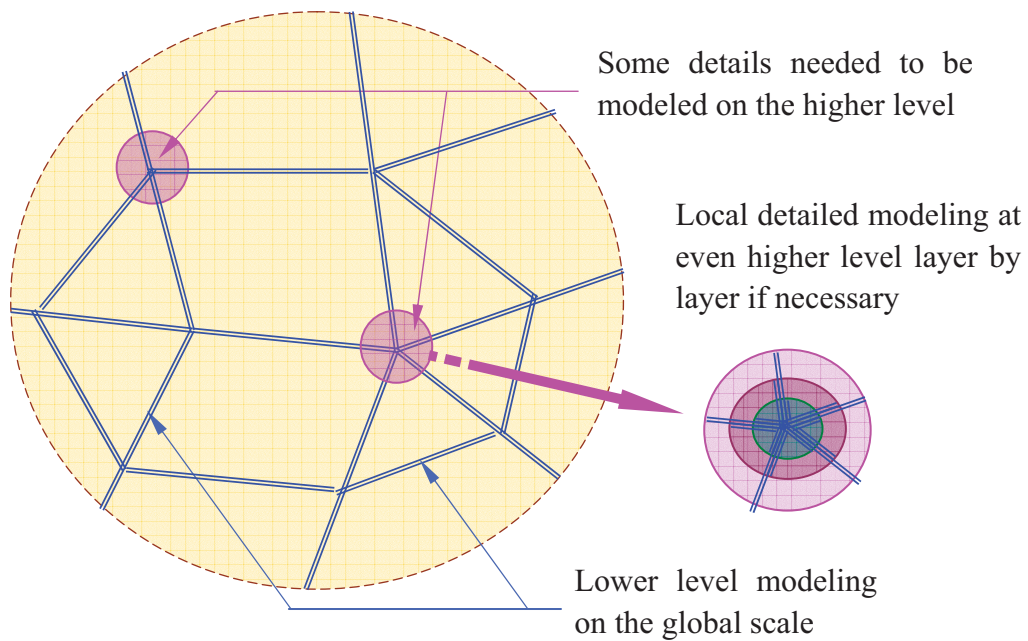 Some details needed to be
modeled on the higher level
Local detailed modeling at
even higher level layer by
layer if necessary
Lower level modeling
on the global scale